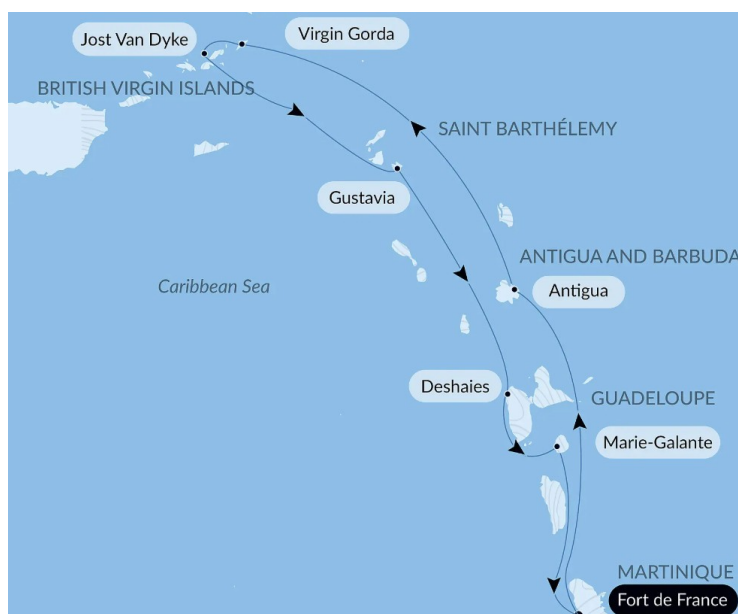 Virgin Gorda
Jost Van Dyke
BRITISH VIRGIN ISLANDS
SAINT BARTHÉLEMY
Gustavia
ANTIGUA AND BARBUDA
Caribbean Sea
Antigua
Deshaies
GUADELOUPE
Marie-Galante
MARTINIQUE
Fort de France